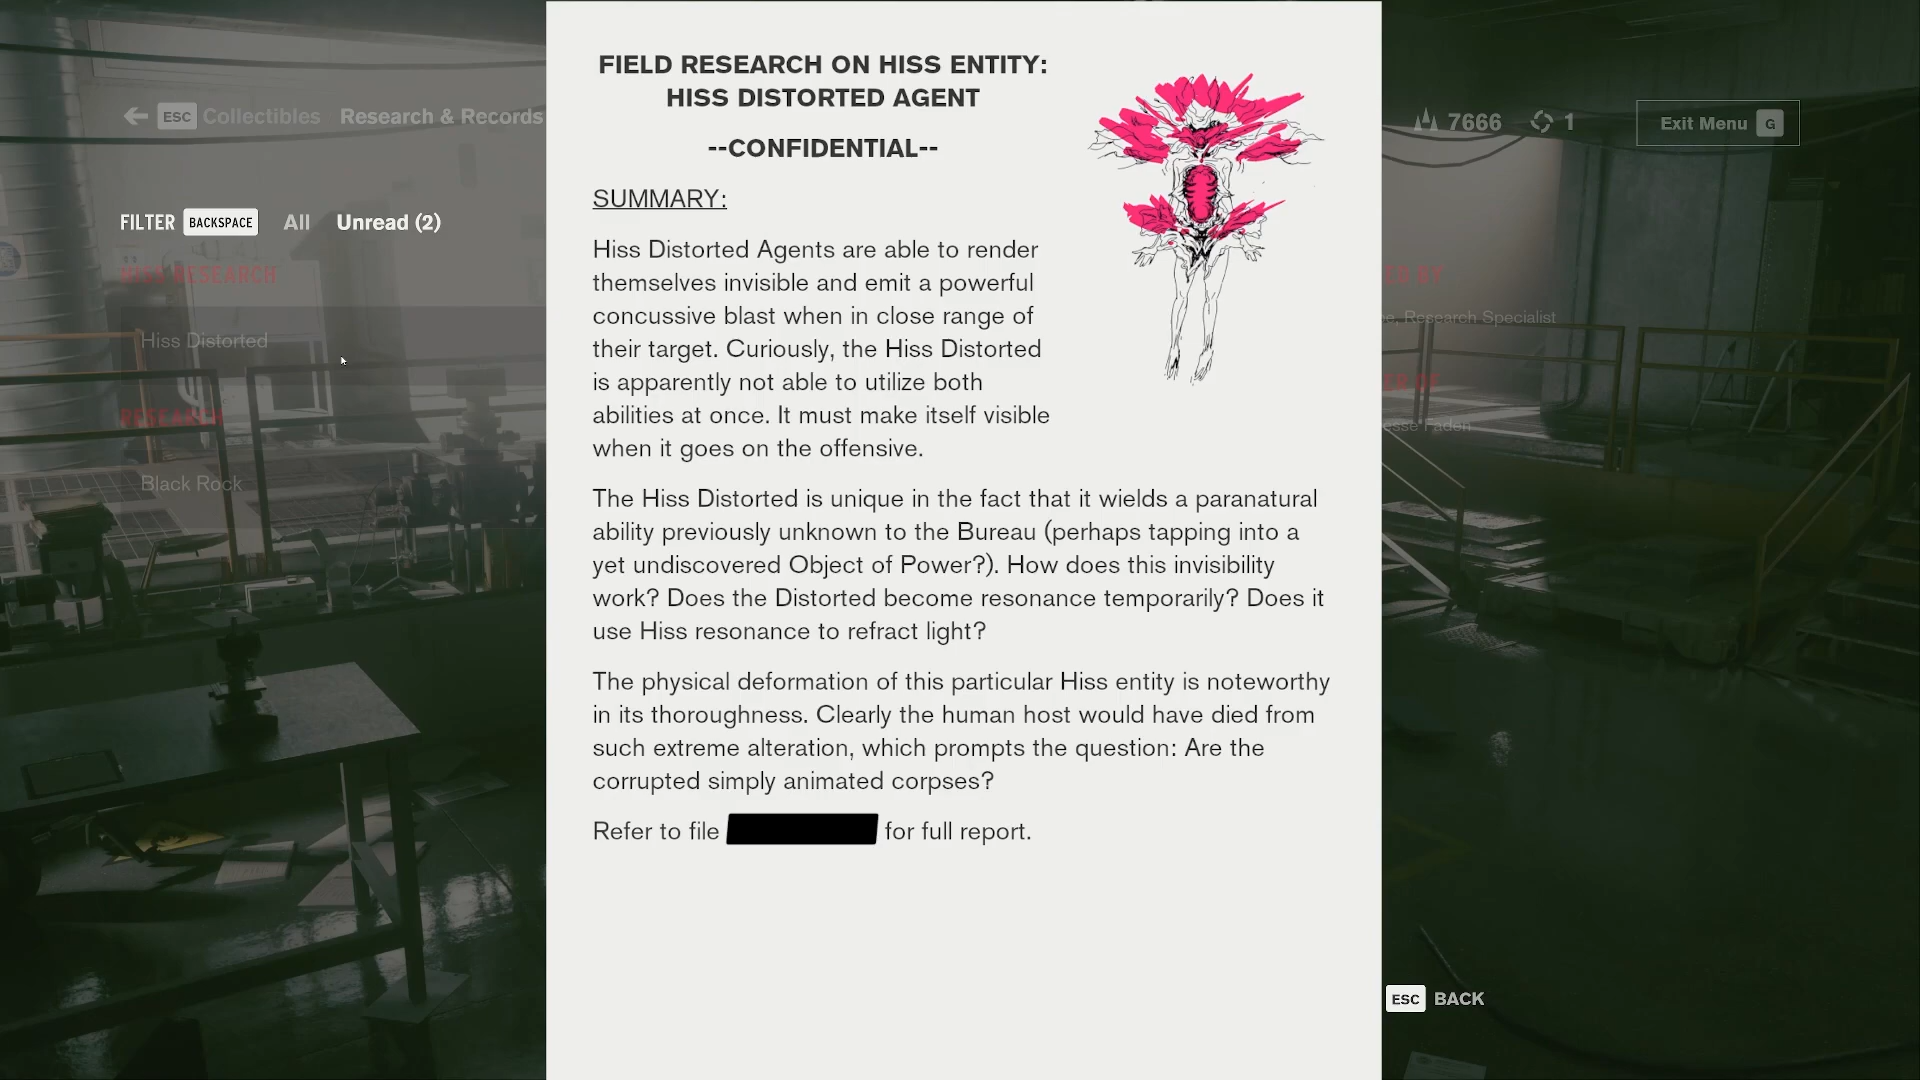 ESC Collectibles Research & Records
7666 1
Exit Menu G
FILTER BACKSPACE All Unread (2)
HISS RESEARCH
Hiss Distorted
RESEARCH
Black Rock
FIELD RESEARCH ON HISS ENTITY:
HISS DISTORTED AGENT
--CONFIDENTIAL--
SUMMARY:
Hiss Distorted Agents are able to render
themselves invisible and emit a powerful
concussive blast when in close range of
their target. Curiously, the Hiss Distorted
is apparently not able to utilize both
abilities at once. It must make itself visible
when it goes on the offensive.
The Hiss Distorted is unique in the fact that it wields a paranatural
ability previously unknown to the Bureau (perhaps tapping into a
yet undiscovered Object of Power?). How does this invisibility
work? Does the Distorted become resonance temporarily? Does it
use Hiss resonance to refract light?
The physical deformation of this particular Hiss entity is noteworthy
in its thoroughness. Clearly the human host would have died from
such extreme alteration, which prompts the question: Are the
corrupted simply animated corpses?
Refer to file for full report.
BY
Research Specialist
Faden
ESC BACK